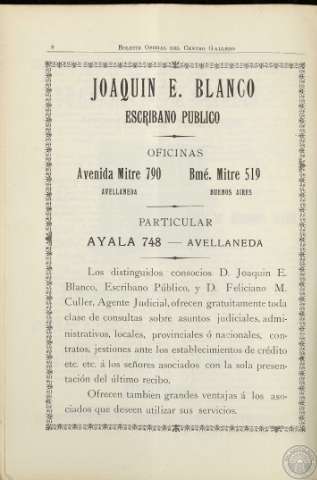 8 Boletin Oficial del Centro Gallego
JOAQUIN E. BLANCO
ESCRIBANO PUBLICO
OFICINAS
Avenida Mitre 790 Bmé. Mitre 519
AVELLANEDA BUENOS AIRES
PARTICULAR
AYALA 748 — AVELLANEDA
Los distinguidos consocios D. Joaquin E.
Blanco, Escribano Público, y D. Feliciano M.
Culler, Agente Judicial, ofrecen gratuitamente toda
clase de consultas sobre asuntos judiciales, admi-
nistrativos, locales, provinciales ó nacionales, con-
tratos, jestiones ante los establecimientos de crédito
etc. etc. á los señores asociados con la sola presen-
tación del último recibo.
Ofrecen tambien grandes ventajas á los aso-
ciados que deseen utilizar sus servicios.